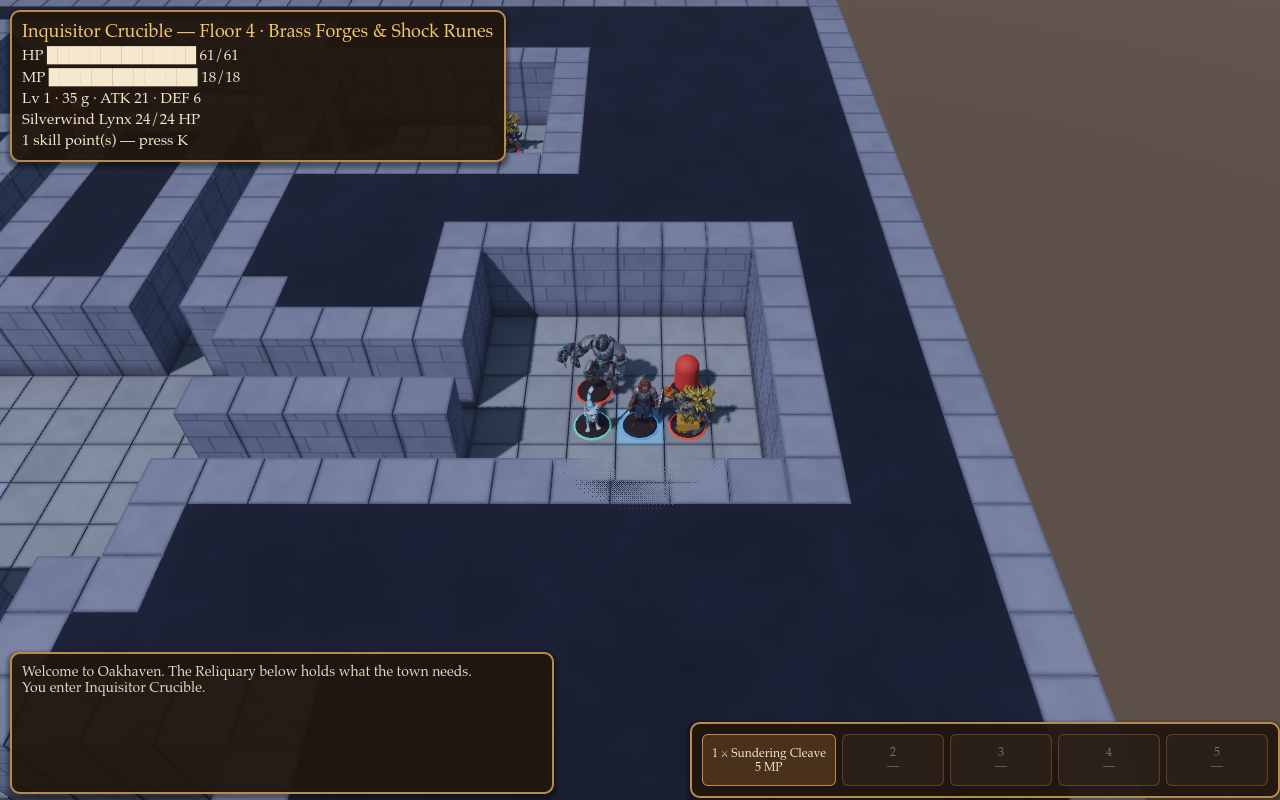 Inquisitor Crucible — Floor 4 · Brass Forges & Shock Runes
HP 61/61
MP 18/18
Lv 1 · 35 g · ATK 21 · DEF 6
Silverwind Lynx 24/24 HP
1 skill point(s) — press K
Welcome to Oakhaven. The Reliquary below holds what the town needs.
You enter Inquisitor Crucible.
1 ⚔ Sundering Cleave
5 MP
2
—
3
—
4
—
5
—